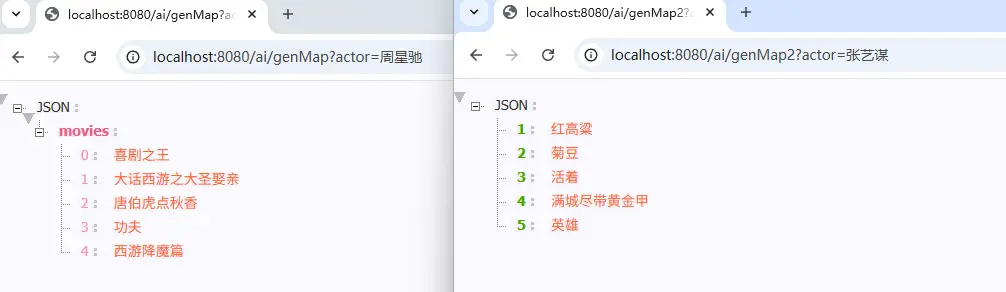 localhost:8080/ai/genMap?ac
localhost:8080/ai/genMap?actor=周星驰
JSON :
movies :
0 : 喜剧之王
1 : 大话西游之大圣娶亲
2 : 唐伯虎点秋香
3 : 功夫
4 : 西游降魔篇
localhost:8080/ai/genMap2?a
localhost:8080/ai/genMap2?actor=张艺谋
JSON :
1 : 红高粱
2 : 菊豆
3 : 活着
4 : 满城尽带黄金甲
5 : 英雄